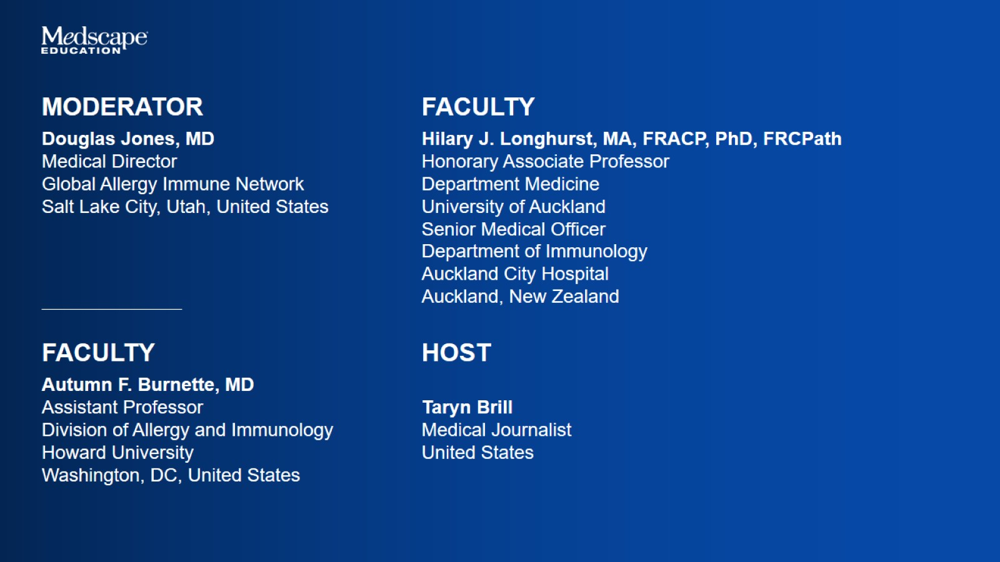 Medscape
EDUCATION
MODERATOR
Douglas Jones, MD
Medical Director
Global Allergy Immune Network
Salt Lake City, Utah, United States
FACULTY
Hilary J. Longhurst, MA, FRACP, PhD, FRCPath
Honorary Associate Professor
Department Medicine
University of Auckland
Senior Medical Officer
Department of Immunology
Auckland City Hospital
Auckland, New Zealand
FACULTY
Autumn F. Burnette, MD
Assistant Professor
Division of Allergy and Immunology
Howard University
Washington, DC, United States
HOST
Taryn Brill
Medical Journalist
United States